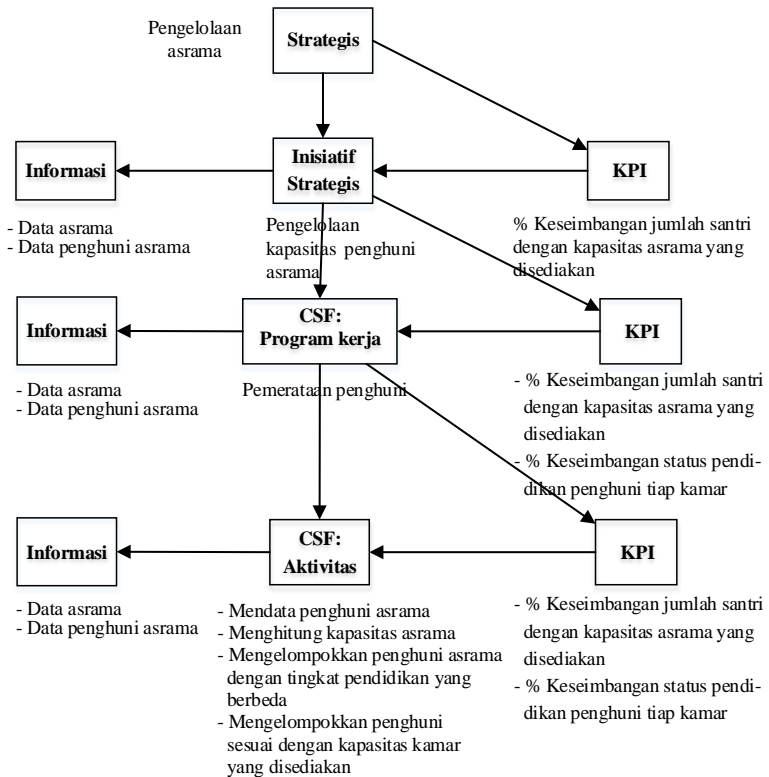 Pengelolaan
asrama
Strategis
Informasi
Inisiatif
Strategis
KPI
- Data asrama
- Data penghuni asrama
Pengelolaan
kapasitas penghuni
asrama
% Keseimbangan jumlah santri
dengan kapasitas asrama yang
disediakan
Informasi
CSF:
Program kerja
KPI
- Data asrama
- Data penghuni asrama
Pemerataan penghuni
- % Keseimbangan jumlah santri
dengan kapasitas asrama yang
disediakan
- % Keseimbangan status pendi-
dikan penghuni tiap kamar
Informasi
CSF:
Aktivitas
KPI
- Data asrama
- Data penghuni asrama
- Mendata penghuni asrama
- Menghitung kapasitas asrama
- Mengelompokkan penghuni asrama
dengan tingkat pendidikan yang
berbeda
- Mengelompokkan penghuni
sesuai dengan kapasitas kamar
yang disediakan
- % Keseimbangan jumlah santri
dengan kapasitas asrama yang
disediakan
- % Keseimbangan status pendi-
dikan penghuni tiap kamar